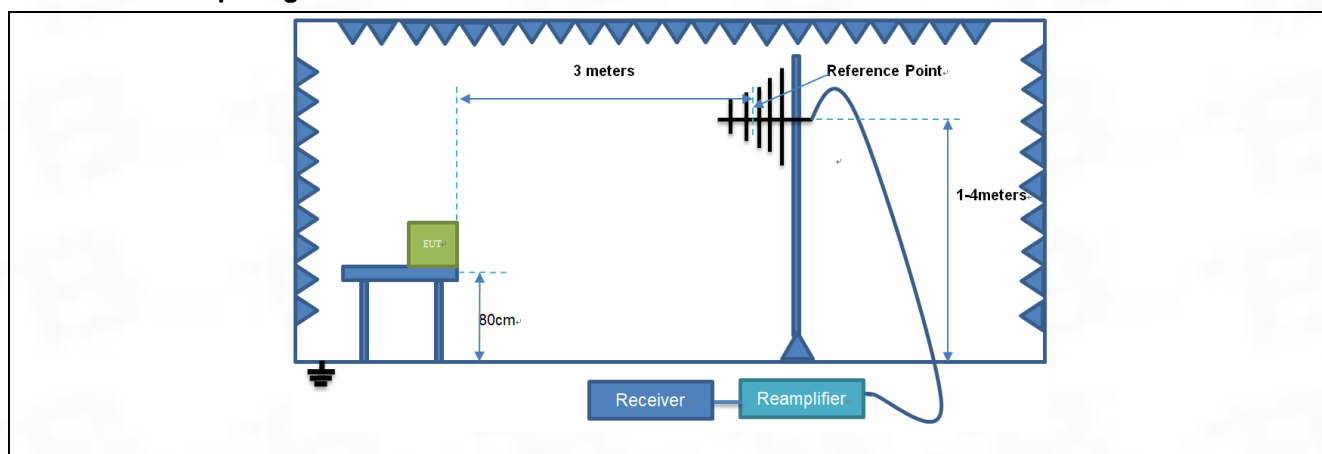 3 meters
Reference Point
1-4meters
EUT
80cm
Receiver
Reamplifier